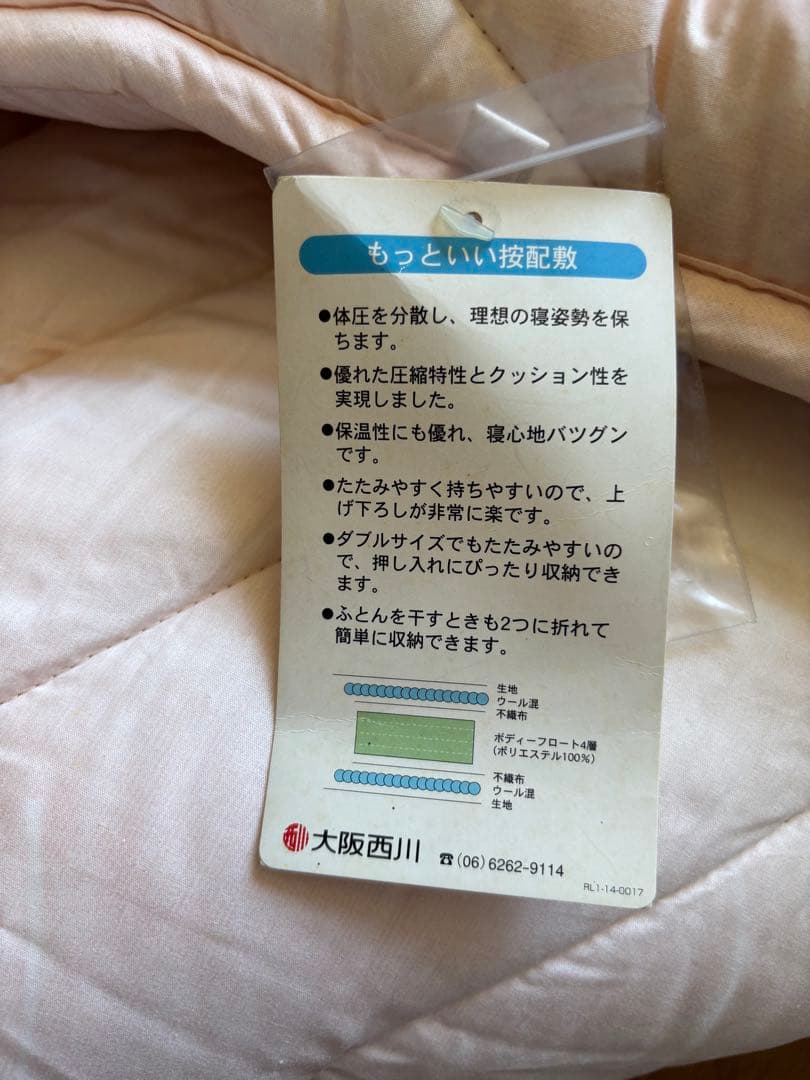 もっといい按配敷
●体圧を分散し、理想の寝姿勢を保
ちます。
●優れた圧縮特性とクッション性を
実現しました。
●保温性にも優れ、寝心地バツグン
です。
●たたみやすく持ちやすいので、上
げ下ろしが非常に楽です。
●ダブルサイズでもたたみやすいの
で、押し入れにぴったり収納でき
ます。
●ふとんを干すときも2つに折れて
簡単に収納できます。
生地
ウール混
不織布
ボディーフロート4層
(ポリエステル100%)
不織布
ウール混
生地
西川 大阪西川 ☎(06)6262-9114
RL1-14-0017